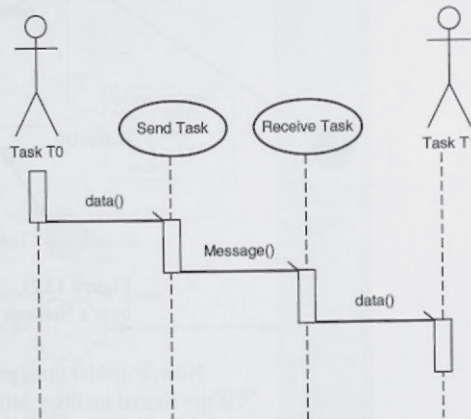 Send Task
Receive Task
Task T0
Task T1
data()
Message()
data()